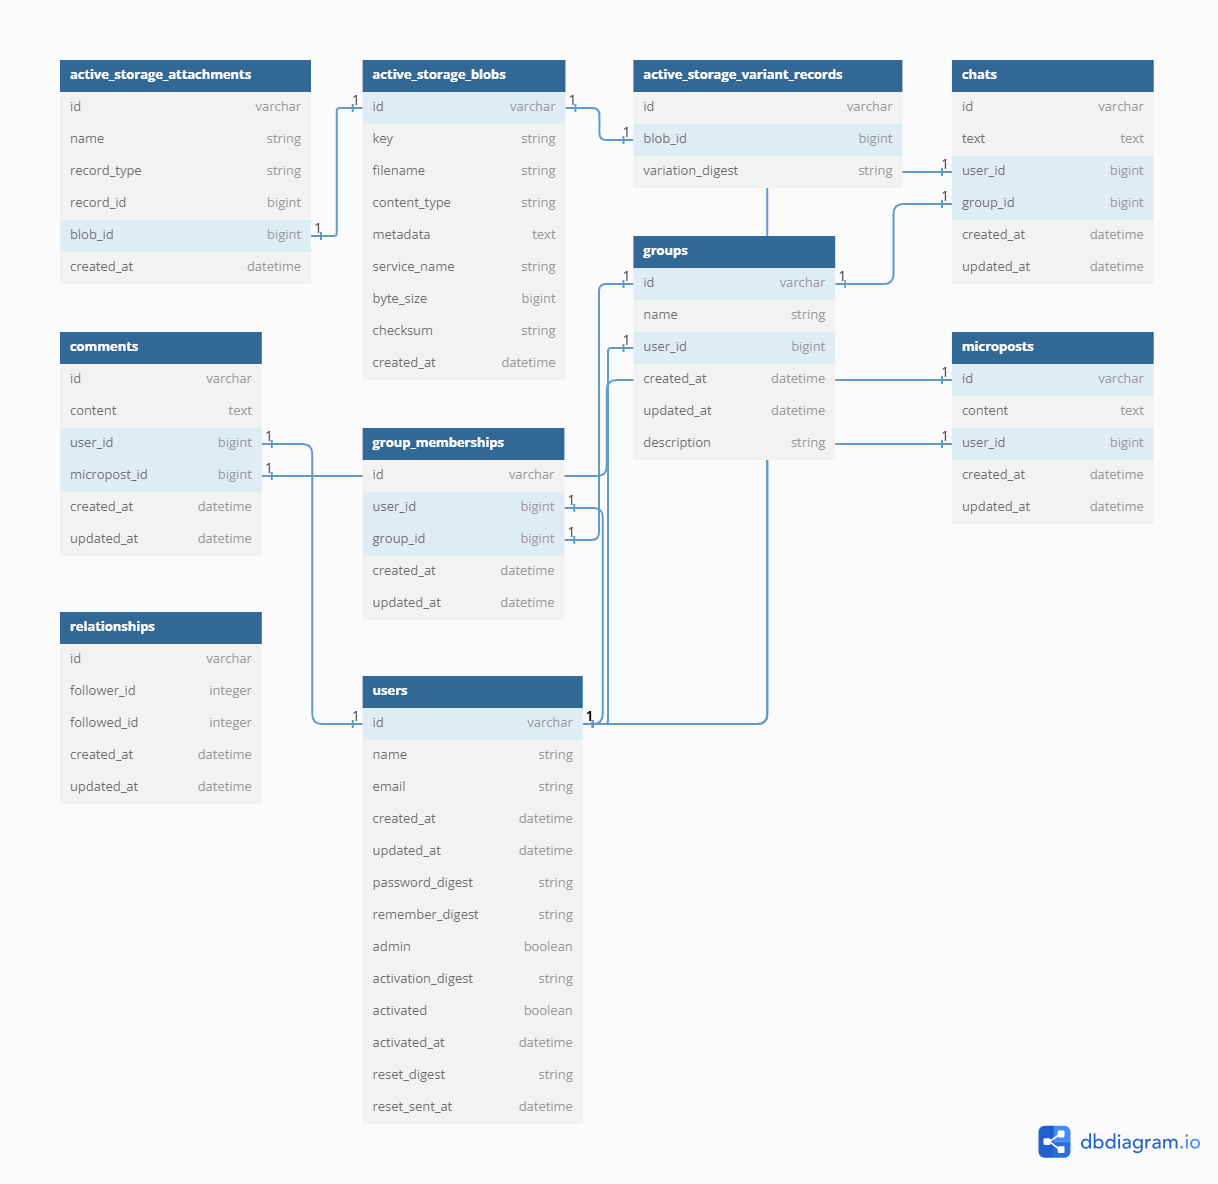 active_storage_attachments
id varchar
name string
record_type string
record_id bigint
blob_id bigint
created_at datetime
1
1
active_storage_blobs
id varchar
key string
filename string
content_type string
metadata text
service_name string
byte_size bigint
checksum string
created_at datetime
1
1
active_storage_variant_records
id varchar
blob_id bigint
variation_digest string
chats
id varchar
text text
user_id bigint
group_id bigint
created_at datetime
updated_at datetime
1
1
groups
id varchar
name string
user_id bigint
created_at datetime
updated_at datetime
description string
1
1
1
comments
id varchar
content text
user_id bigint
micropost_id bigint
created_at datetime
updated_at datetime
1
1
group_memberships
id varchar
user_id bigint
group_id bigint
created_at datetime
updated_at datetime
1
1
microposts
id varchar
content text
user_id bigint
created_at datetime
updated_at datetime
1
1
relationships
id varchar
follower_id integer
followed_id integer
created_at datetime
updated_at datetime
users
id varchar
name string
email string
created_at datetime
updated_at datetime
password_digest string
remember_digest string
admin boolean
activation_digest string
activated boolean
activated_at datetime
reset_digest string
reset_sent_at datetime
1
1
dbdiagram.io